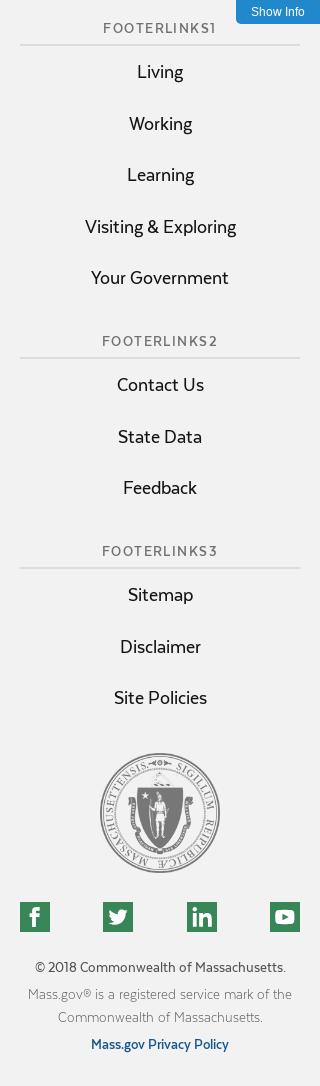 Show Info
FOOTERLINKS1
Living
Working
Learning
Visiting & Exploring
Your Government
FOOTERLINKS2
Contact Us
State Data
Feedback
FOOTERLINKS3
Sitemap
Disclaimer
Site Policies
SIGILLUM REIPUBLICÆ MASSACHUSETTENSIS
© 2018 Commonwealth of Massachusetts.
Mass.gov® is a registered service mark of the
Commonwealth of Massachusetts.
Mass.gov Privacy Policy